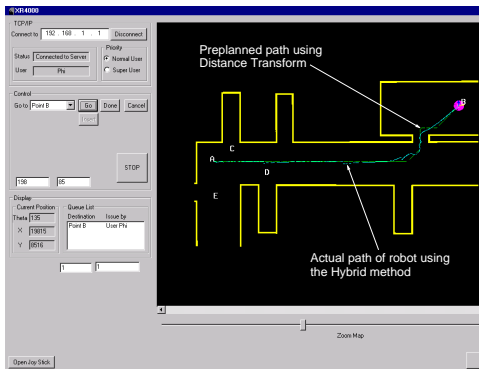 XR4000
TCP/IP
Connect to 192 . 168 . 1 . 1 Disconnect
Status Connected to Server
User Phi
Priority
Normal User
Super User
Control
Go to Point B Go Done Cancel
Insert
STOP
198 85
Display
Current Position
Theta 135
X 19815
Y 8516
Queue List
Destination Issue by
Point B User Phi
1 1
Open Joy Stick
Preplanned path using
Distance Transform
B
C
A
D
E
Actual path of robot using
the Hybrid method
Zoom Map